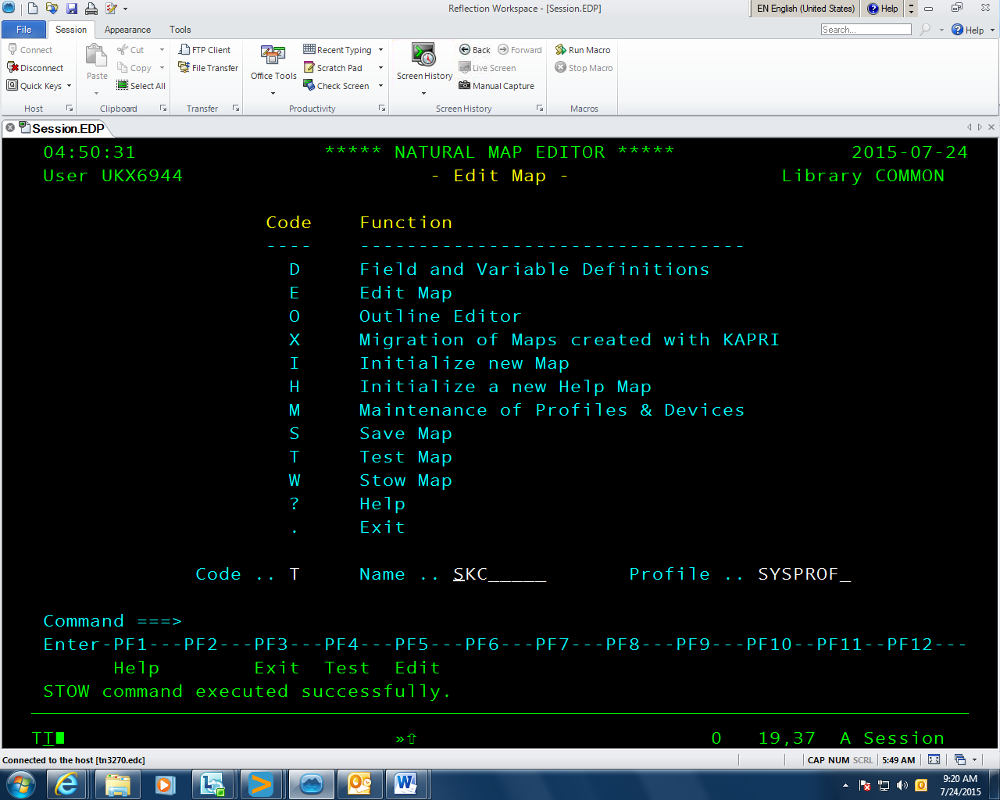 Reflection Workspace - [Session.EDP]
EN English (United States) Help
File Session Appearance Tools
Search... Help
Connect Cut FTP Client Recent Typing Back Forward Run Macro
Disconnect Copy File Transfer Scratch Pad Live Screen Stop Macro
Quick Keys Paste Select All Office Tools Check Screen Screen History Manual Capture
Host Clipboard Transfer Productivity Screen History Macros
Session.EDP
04:50:31 ***** NATURAL MAP EDITOR ***** 2015-07-24
User UKX6944 - Edit Map - Library COMMON
Code Function
---- ---------------------------------
D Field and Variable Definitions
E Edit Map
O Outline Editor
X Migration of Maps created with KAPRI
I Initialize new Map
H Initialize a new Help Map
M Maintenance of Profiles & Devices
S Save Map
T Test Map
W Stow Map
? Help
. Exit
Code .. T Name .. SKC_____ Profile .. SYSPROF_
Command ===>
Enter-PF1---PF2---PF3---PF4---PF5---PF6---PF7---PF8---PF9---PF10--PF11--PF12---
Help Exit Test Edit
STOW command executed successfully.
TT »⇧ 0 19,37 A Session
Connected to the host [tn3270.edc] CAP NUM SCRL 5:49 AM
9:20 AM
7/24/2015